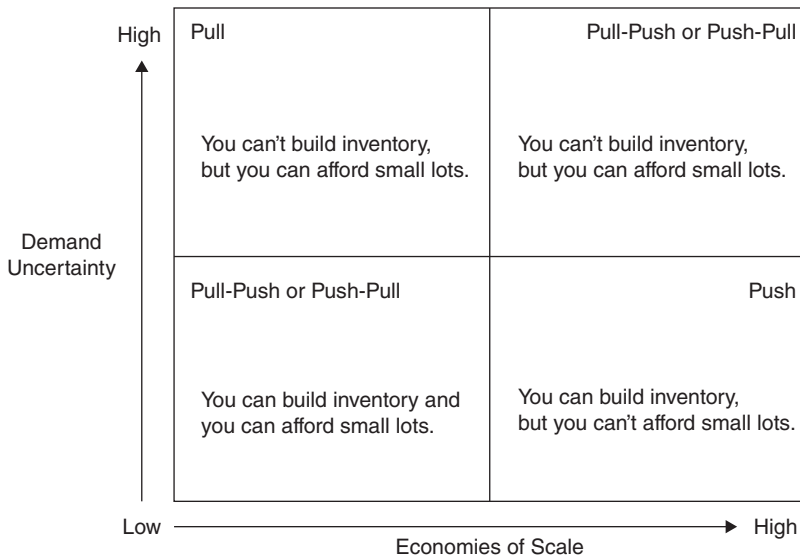 High
Pull
Pull-Push or Push-Pull
You can't build inventory,
but you can afford small lots.
You can't build inventory,
but you can afford small lots.
Demand
Uncertainty
Pull-Push or Push-Pull
Push
You can build inventory and
you can afford small lots.
You can build inventory,
but you can't afford small lots.
Low
High
Economies of Scale